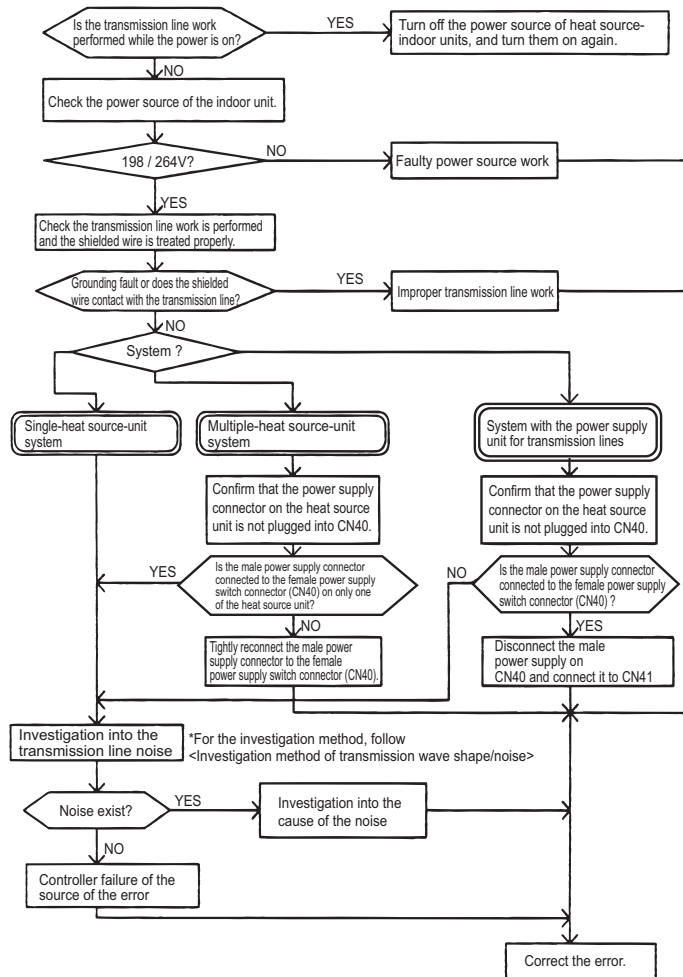 Is the transmission line work
performed while the power is on?
YES
Turn off the power source of heat source-
indoor units, and turn them on again.
NO
Check the power source of the indoor unit.
198 / 264V?
NO
Faulty power source work
YES
Check the transmission line work is performed
and the shielded wire is treated properly.
Grounding fault or does the shielded
wire contact with the transmission line?
YES
Improper transmission line work
NO
System ?
Single-heat source-unit
system
Multiple-heat source-unit
system
System with the power supply
unit for transmission lines
Confirm that the power supply
connector on the heat source
unit is not plugged into CN40.
Confirm that the power supply
connector on the heat source
unit is not plugged into CN40.
YES
Is the male power supply connector
connected to the female power supply
switch connector (CN40) on only one
of the heat source unit?
NO
Is the male power supply connector
connected to the female power supply
switch connector (CN40) ?
NO
YES
Tightly reconnect the male power
supply connector to the female
power supply switch connector (CN40).
Disconnect the male
power supply on
CN40 and connect it to CN41
Investigation into the
transmission line noise
*For the investigation method, follow
<Investigation method of transmission wave shape/noise>
Noise exist?
YES
Investigation into the
cause of the noise
NO
Controller failure of the
source of the error
Correct the error.